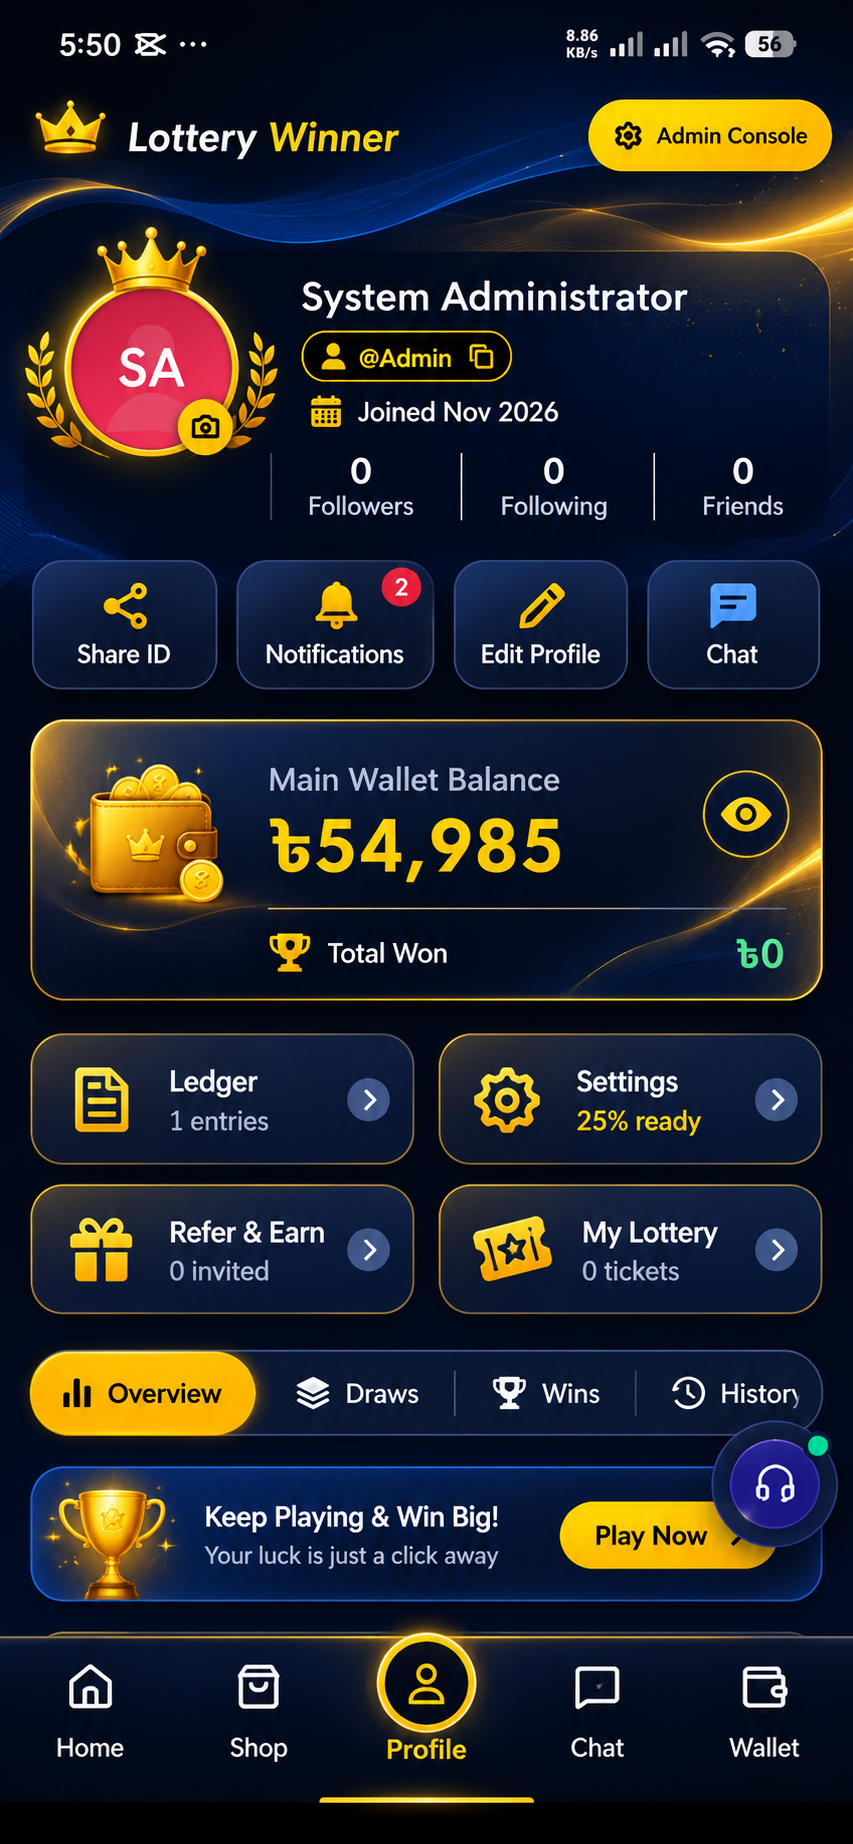 5:50
8.86
KB/s
56
Lottery Winner
Admin Console
System Administrator
SA
@Admin
Joined Nov 2026
0
Followers
0
Following
0
Friends
Share ID
Notifications
2
Edit Profile
Chat
Main Wallet Balance
৳54,985
Total Won
৳0
Ledger
1 entries
Settings
25% ready
Refer & Earn
0 invited
My Lottery
0 tickets
Overview
Draws
Wins
History
Keep Playing & Win Big!
Your luck is just a click away
Play Now
Home
Shop
Profile
Chat
Wallet